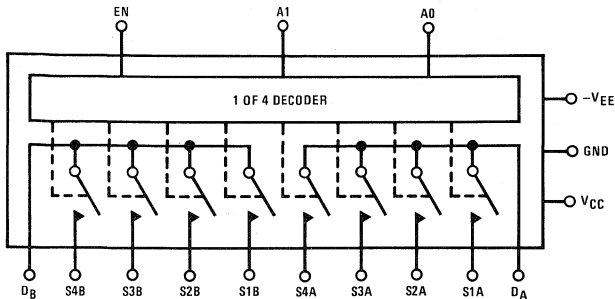 EN A1 A0
1 OF 4 DECODER
-VEE
GND
VCC
DB S4B S3B S2B S1B S4A S3A S2A S1A DA